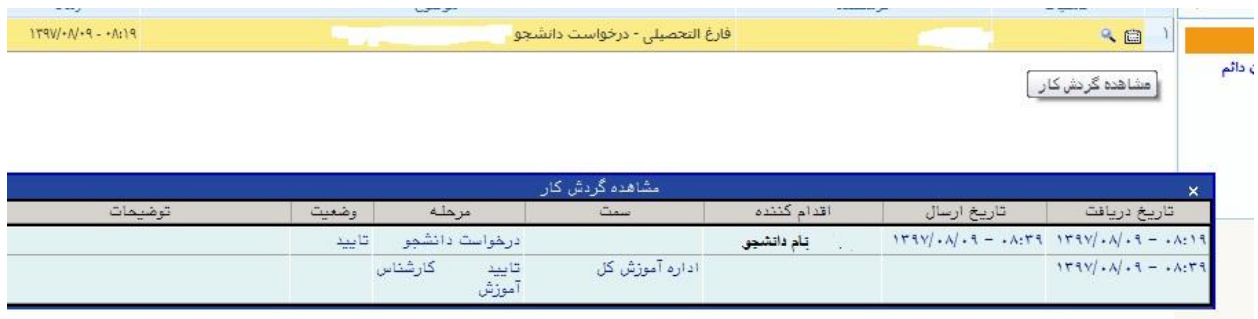 ۱ فارغ التحصیلی - درخواست دانشجو ۱۳۹۷/۰۸/۰۹ - ۰۸:۱۹
دائم
مشاهده گردش کار
مشاهده گردش کار ×
تاریخ دریافت تاریخ ارسال اقدام کننده سمت مرحله وضعیت توضیحات
۱۳۹۷/۰۸/۰۹ - ۰۸:۱۹ ۱۳۹۷/۰۸/۰۹ - ۰۸:۳۹ نام دانشجو درخواست دانشجو تایید
۱۳۹۷/۰۸/۰۹ - ۰۸:۳۹ اداره آموزش کل تایید کارشناس
آموزش